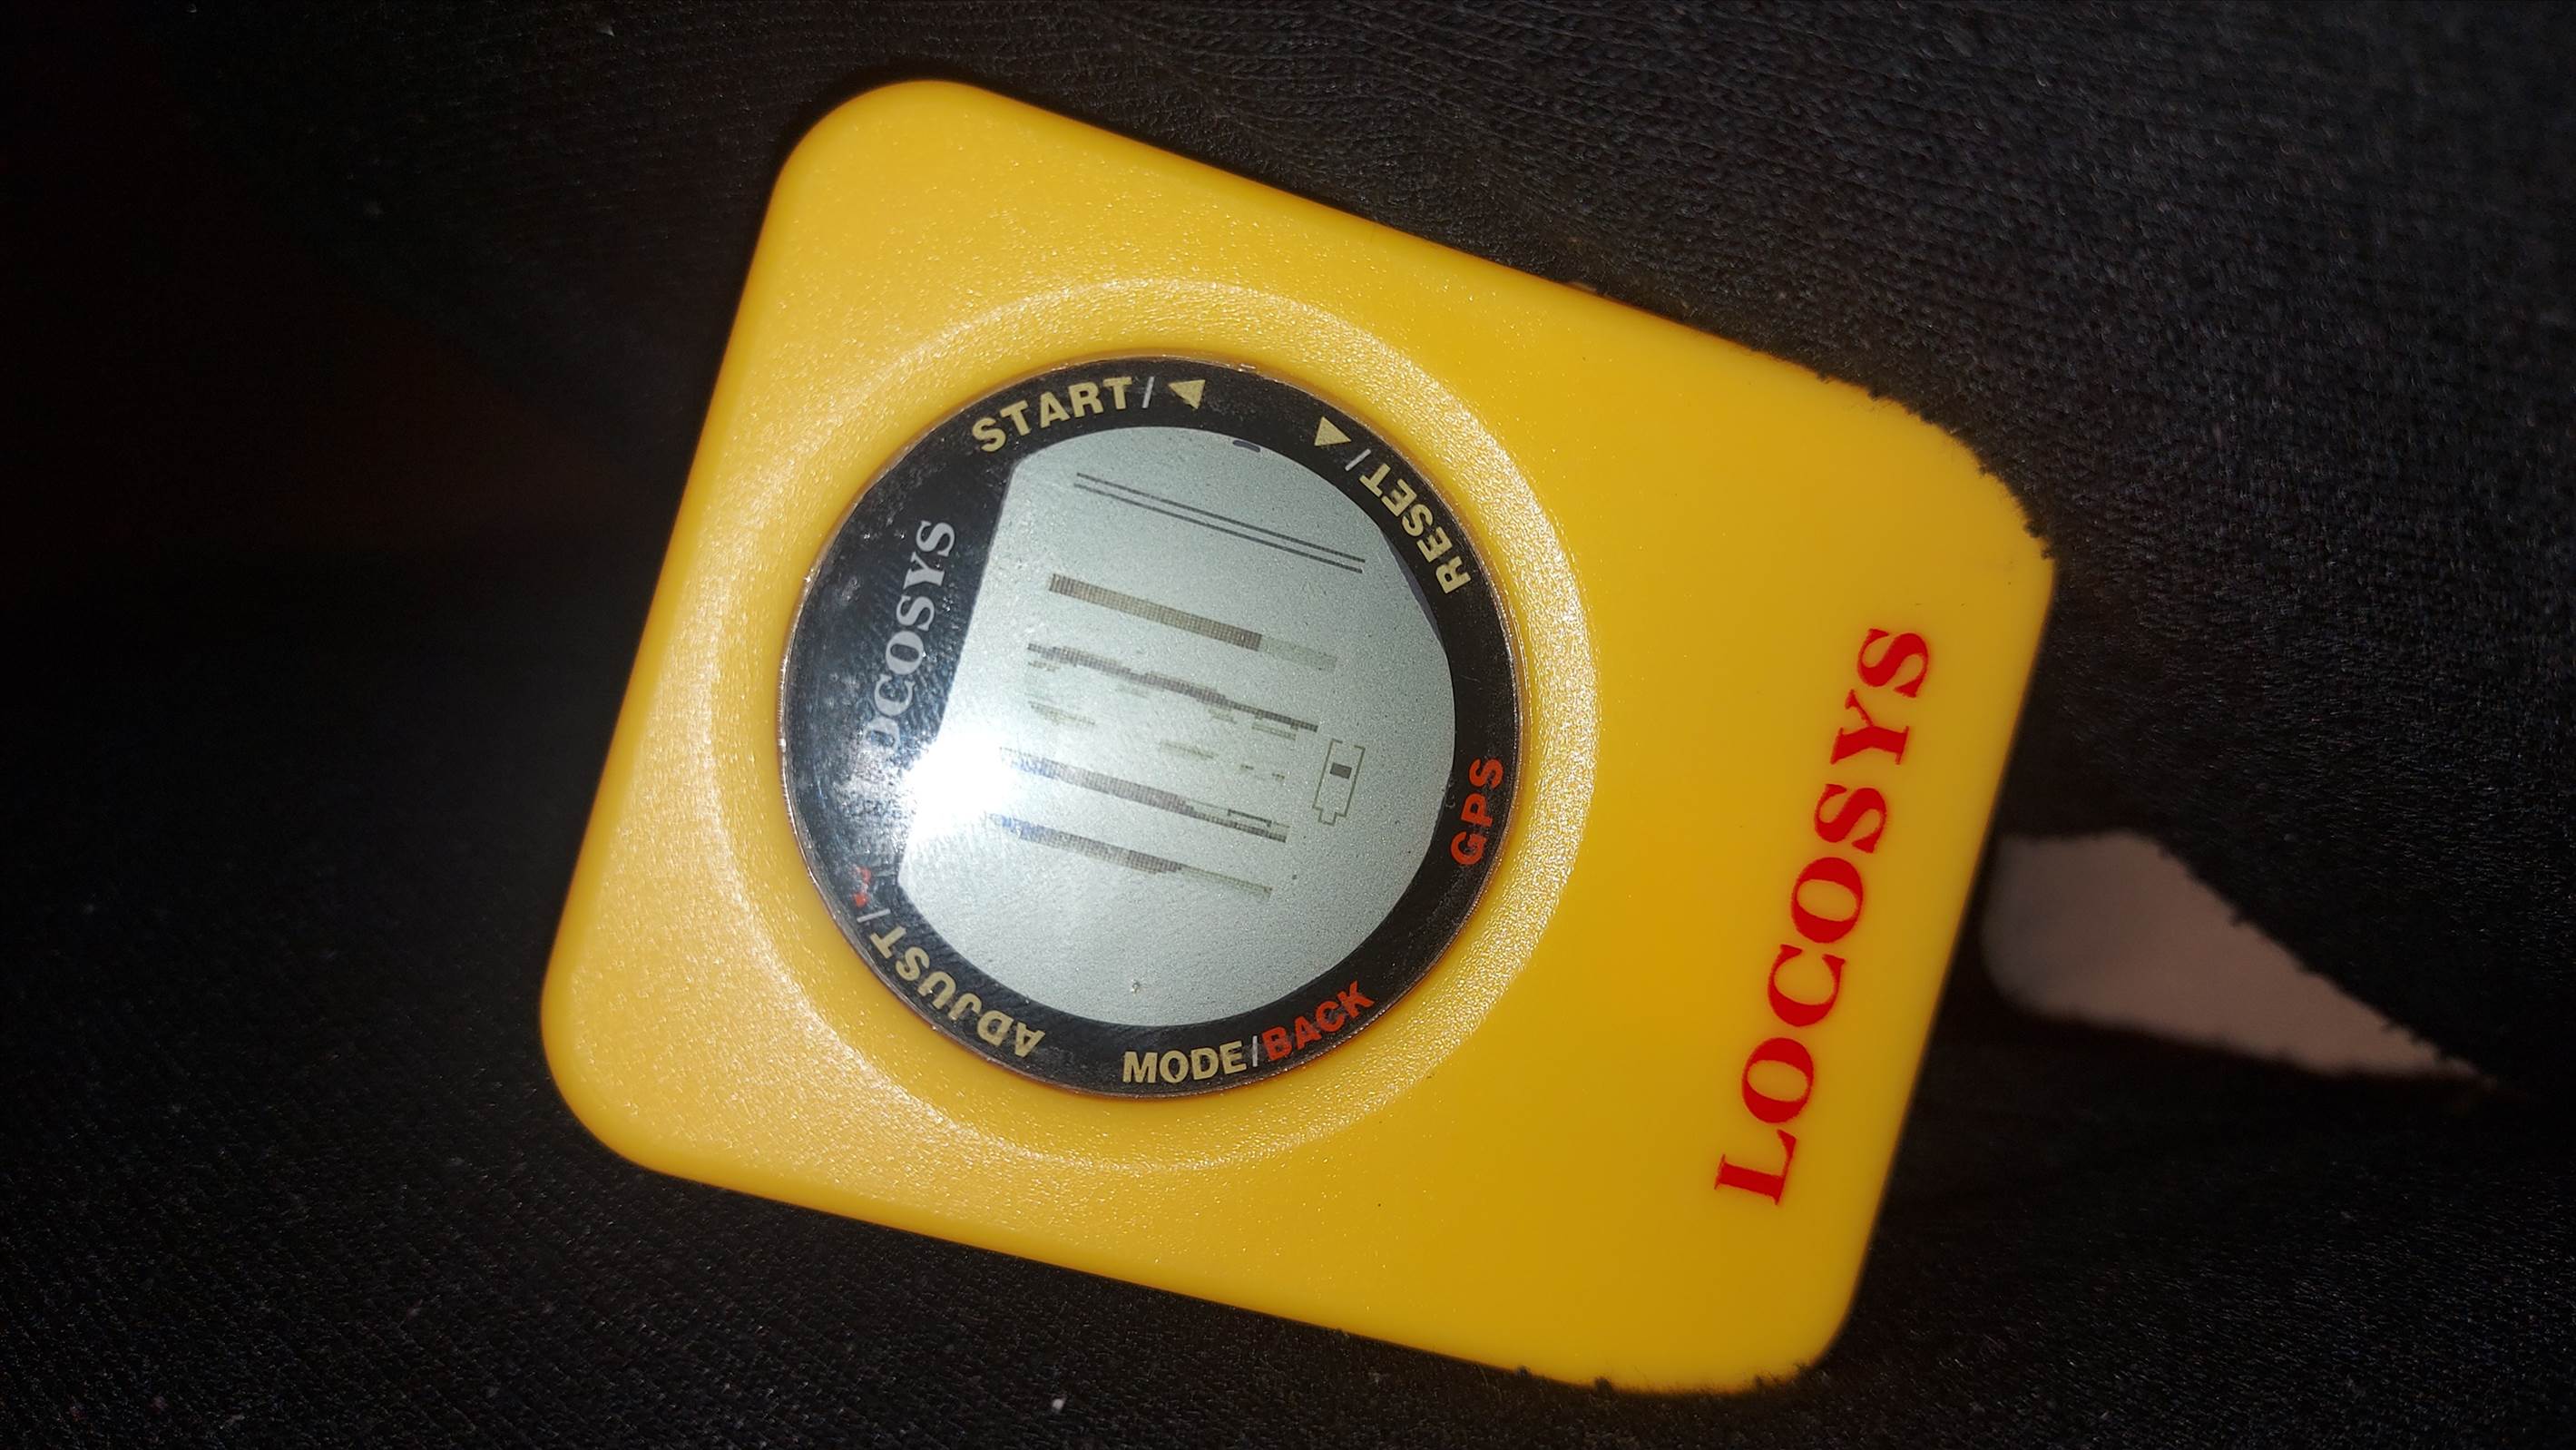 LOCOSYS
START/◀
▶/RESET
ADJUST/
MODE/BACK
GPS
LOCOSYS